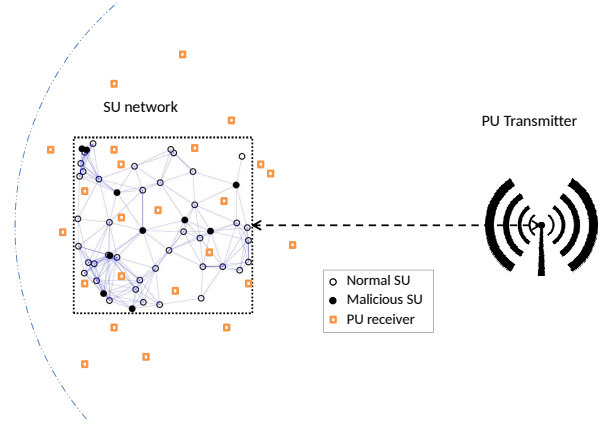 SU network
PU Transmitter
Normal SU
Malicious SU
PU receiver